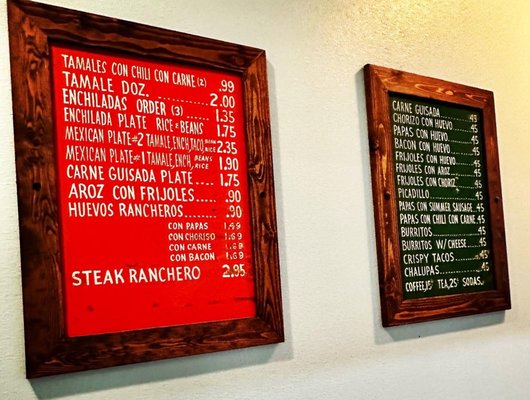 TAMALES CON CHILI CON CARNE (2) .99
TAMALE DOZ. 2.00
ENCHILADAS ORDER (3) 1.35
ENCHILADA PLATE RICE & BEANS 1.75
MEXICAN PLATE #2 TAMALE, ENCH, TACO, 2.35
MEXICAN PLATE #1 TAMALE, ENCH, BEANS RICE 1.90
CARNE GUISADA PLATE 1.75
AROZ CON FRIJOLES .90
HUEVOS RANCHEROS .90
CON PAPAS 1.49
CON CHORISO 1.69
CON CARNE 1.69
CON BACON 1.69
STEAK RANCHERO 2.95
CARNE GUISADA .45
CHORIZO CON HUEVO .45
PAPAS CON HUEVO .45
BACON CON HUEVO .45
FRIJOLES CON HUEVO .45
FRIJOLES CON AROZ .45
FRIJOLES CON CHORIZ .45
PICADILLO .45
PAPAS CON SUMMER SAUSAGE .45
PAPAS CON CHILI CON CARNE .45
BURRITOS .45
BURRITOS W/ CHEESE .45
CRISPY TACOS .45
CHALUPAS .45
COFFEE, 15¢ TEA, 25¢ SODAS